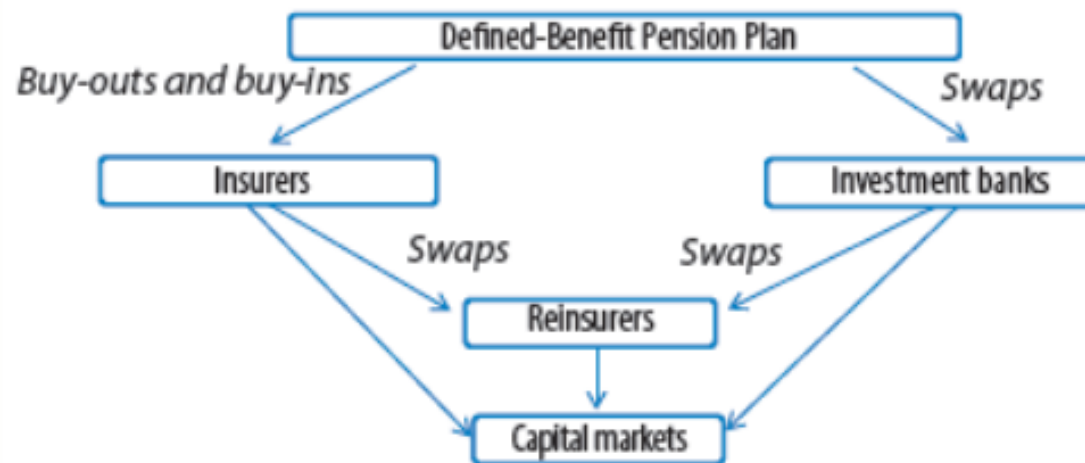 Defined-Benefit Pension Plan
Buy-outs and buy-ins
Swaps
Insurers
Investment banks
Swaps
Swaps
Reinsurers
Capital markets